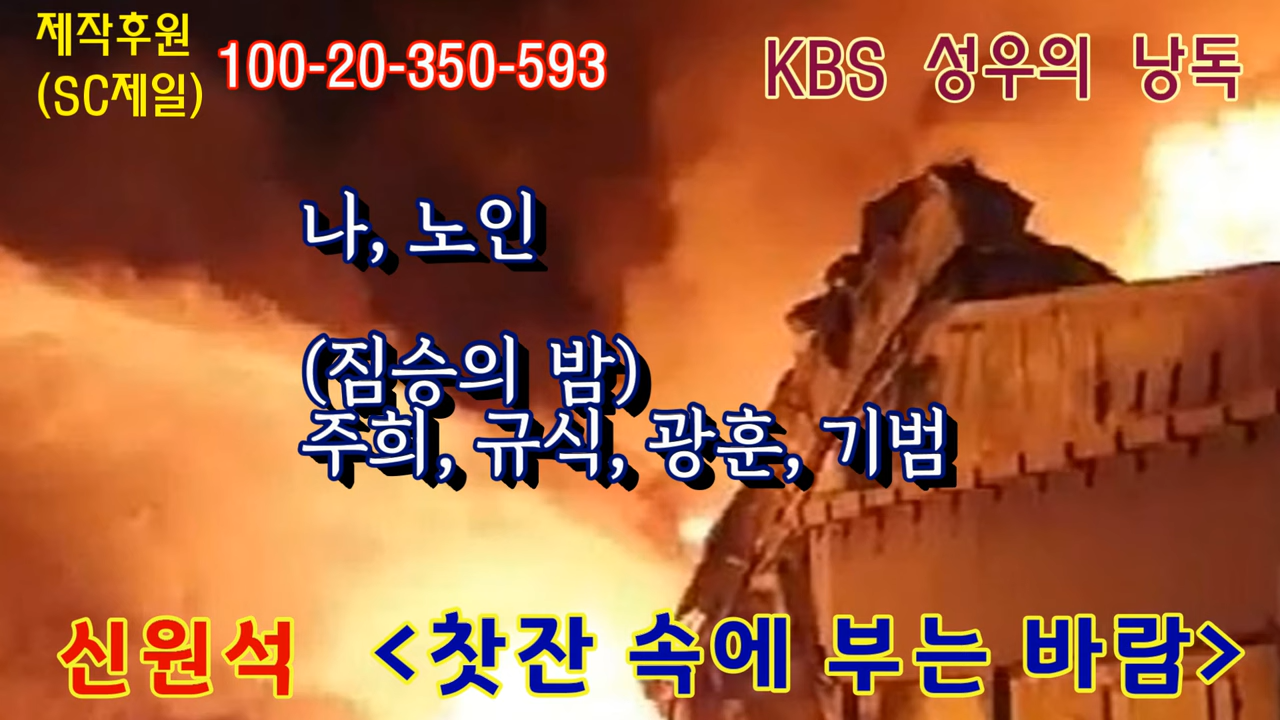 제작후원
(SC제일)
100-20-350-593
KBS 성우의 낭독
나, 노인
(짐승의 밤)
주희, 규식, 광훈, 기범
신원석 <찻잔 속에 부는 바람>